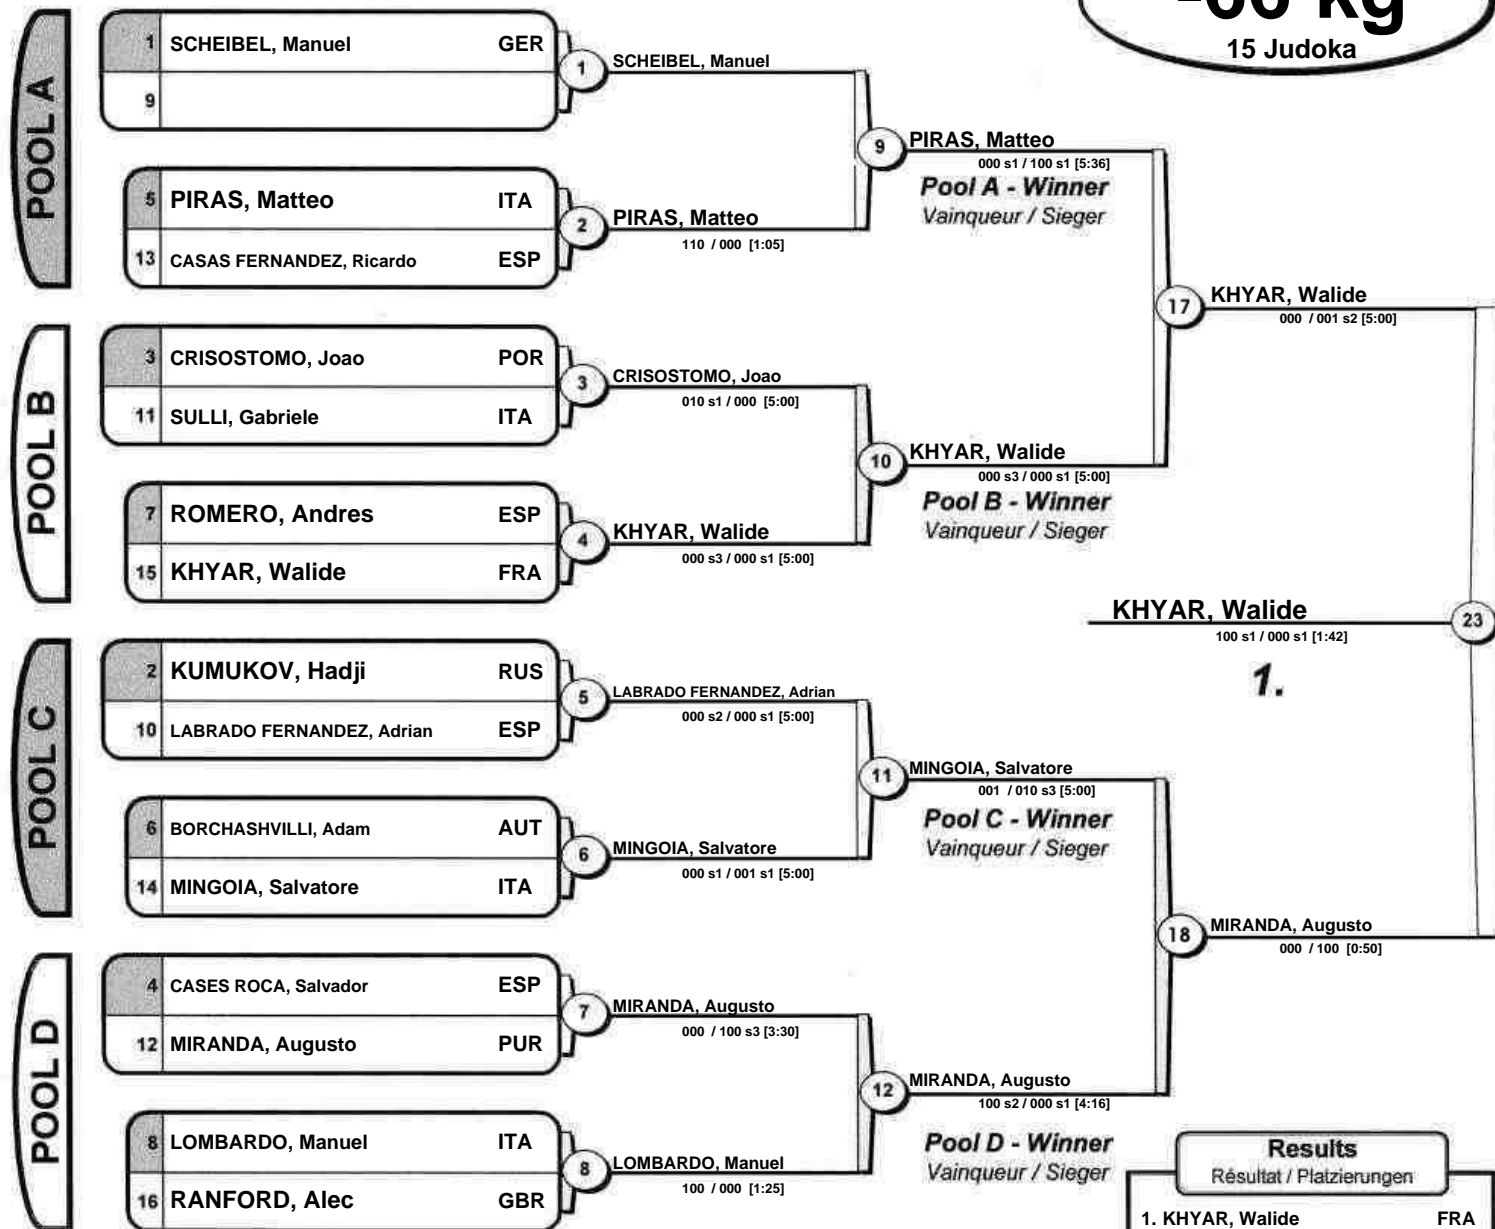 -60 kg
15 Judoka
POOL A
1 SCHEIBEL, Manuel GER
9
1 SCHEIBEL, Manuel
5 PIRAS, Matteo ITA
13 CASAS FERNANDEZ, Ricardo ESP
2 PIRAS, Matteo
110 / 000 [1:05]
9 PIRAS, Matteo
000 s1 / 100 s1 [5:36]
Pool A - Winner
Vainqueur / Sieger
POOL B
3 CRISOSTOMO, Joao POR
11 SULLI, Gabriele ITA
3 CRISOSTOMO, Joao
010 s1 / 000 [5:00]
7 ROMERO, Andres ESP
15 KHYAR, Walide FRA
4 KHYAR, Walide
000 s3 / 000 s1 [5:00]
10 KHYAR, Walide
000 s3 / 000 s1 [5:00]
Pool B - Winner
Vainqueur / Sieger
17 KHYAR, Walide
000 / 001 s2 [5:00]
KHYAR, Walide 23
100 s1 / 000 s1 [1:42]
1.
POOL C
2 KUMUKOV, Hadji RUS
10 LABRADO FERNANDEZ, Adrian ESP
5 LABRADO FERNANDEZ, Adrian
000 s2 / 000 s1 [5:00]
6 BORCHASHVILLI, Adam AUT
14 MINGOIA, Salvatore ITA
6 MINGOIA, Salvatore
000 s1 / 001 s1 [5:00]
11 MINGOIA, Salvatore
001 / 010 s3 [5:00]
Pool C - Winner
Vainqueur / Sieger
POOL D
4 CASES ROCA, Salvador ESP
12 MIRANDA, Augusto PUR
7 MIRANDA, Augusto
000 / 100 s3 [3:30]
8 LOMBARDO, Manuel ITA
16 RANFORD, Alec GBR
8 LOMBARDO, Manuel
100 / 000 [1:25]
12 MIRANDA, Augusto
100 s2 / 000 s1 [4:16]
Pool D - Winner
Vainqueur / Sieger
18 MIRANDA, Augusto
000 / 100 [0:50]
Results
Résultat / Platzierungen
1. KHYAR, Walide FRA